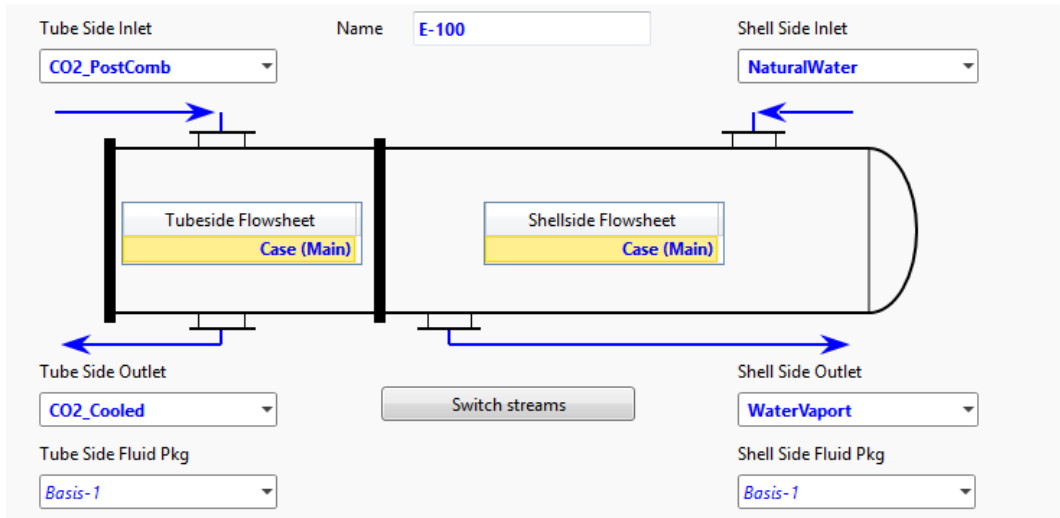 Tube Side Inlet
Name
E-100
Shell Side Inlet
CO2_PostComb
NaturalWater
Tubeside Flowsheet
Case (Main)
Shellside Flowsheet
Case (Main)
Tube Side Outlet
Shell Side Outlet
CO2_Cooled
Switch streams
WaterVaport
Tube Side Fluid Pkg
Shell Side Fluid Pkg
Basis-1
Basis-1